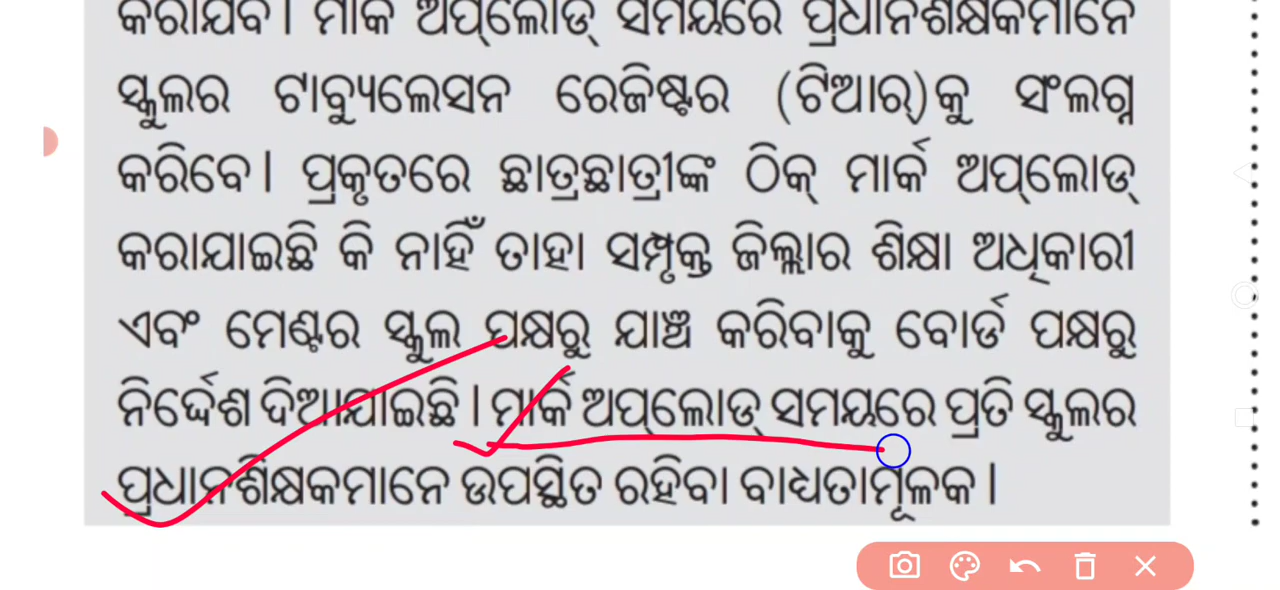 କରାଯିବ। ମାର୍କ ଅପ୍‌ଲୋଡ୍ ସମୟରେ ପ୍ରଧାନଶିକ୍ଷକମାନେ
ସ୍କୁଲର ଟାବୁ୍ୟଲେସନ ରେଜିଷ୍ଟର (ଟିଆର୍)କୁ ସଂଲଗ୍ନ
କରିବେ। ପ୍ରକୃତରେ ଛାତ୍ରଛାତ୍ରୀଙ୍କ ଠିକ୍ ମାର୍କ ଅପ୍‌ଲୋଡ୍
କରାଯାଇଛି କି ନାହିଁ ତାହା ସମ୍ପୃକ୍ତ ଜିଲ୍ଲାର ଶିକ୍ଷା ଅଧିକାରୀ
ଏବଂ ମେଣ୍ଟର ସ୍କୁଲ ପକ୍ଷରୁ ଯାଞ୍ଚ କରିବାକୁ ବୋର୍ଡ ପକ୍ଷରୁ
ନିର୍ଦ୍ଦେଶ ଦିଆଯାଇଛି। ମାର୍କ ଅପ୍‌ଲୋଡ୍ ସମୟରେ ପ୍ରତି ସ୍କୁଲର
ପ୍ରଧାନଶିକ୍ଷକମାନେ ଉପସ୍ଥିତ ରହିବା ବାଧ୍ୟତାମୂଳକ।